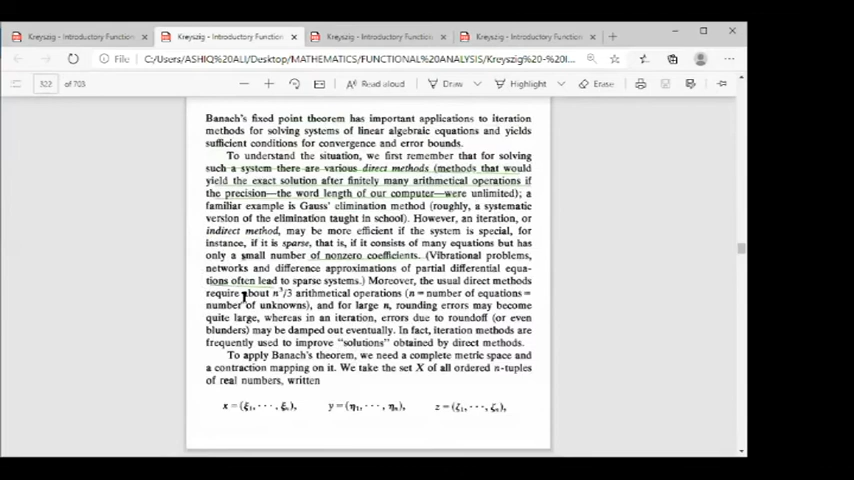 Kreyszig - Introductory Function
Kreyszig - Introductory Function
Kreyszig - Introductory Function
Kreyszig - Introductory Function
File C:/Users/ASHIQ%20ALI/Desktop/MATHEMATICS/FUNCTIONAL%20ANALYSIS/Kreyszig%20-%20I...
322 of 703 Read aloud Draw Highlight Erase
Banach's fixed point theorem has important applications to iteration
methods for solving systems of linear algebraic equations and yields
sufficient conditions for convergence and error bounds.
To understand the situation, we first remember that for solving
such a system there are various direct methods (methods that would
yield the exact solution after finitely many arithmetical operations if
the precision—the word length of our computer—were unlimited); a
familiar example is Gauss' elimination method (roughly, a systematic
version of the elimination taught in school). However, an iteration, or
indirect method, may be more efficient if the system is special, for
instance, if it is sparse, that is, if it consists of many equations but has
only a small number of nonzero coefficients. (Vibrational problems,
networks and difference approximations of partial differential equa-
tions often lead to sparse systems.) Moreover, the usual direct methods
require about n³/3 arithmetical operations (n = number of equations =
number of unknowns), and for large n, rounding errors may become
quite large, whereas in an iteration, errors due to roundoff (or even
blunders) may be damped out eventually. In fact, iteration methods are
frequently used to improve "solutions" obtained by direct methods.
To apply Banach's theorem, we need a complete metric space and
a contraction mapping on it. We take the set X of all ordered n-tuples
of real numbers, written
x = (ξ₁, · · · , ξₙ), y = (η₁, · · · , ηₙ), z = (ζ₁, · · · , ζₙ),